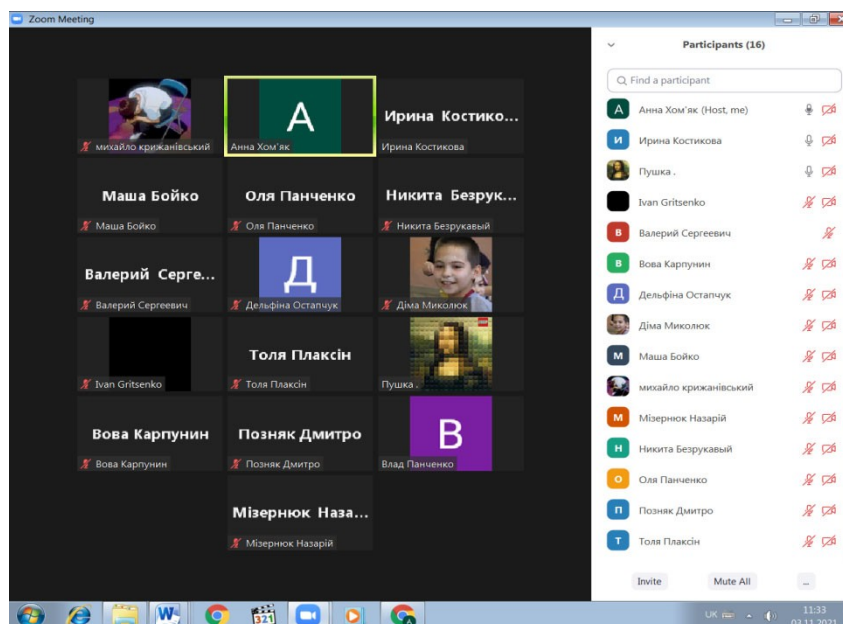 Zoom Meeting
михайло крижанівський
А
Анна Хом'як
Ирина Костико...
Ирина Костикова
Маша Бойко
Маша Бойко
Оля Панченко
Оля Панченко
Никита Безрук...
Никита Безрукавый
Валерий Серге...
Валерий Сергеевич
Д
Дельфіна Остапчук
Діма Миколюк
Ivan Gritsenko
Толя Плаксін
Толя Плаксін
Пушка .
Вова Карпунин
Вова Карпунин
Позняк Дмитро
Позняк Дмитро
В
Влад Панченко
Мізернюк Наза...
Мізернюк Назарій
Participants (16)
Find a participant
А Анна Хом'як (Host, me)
И Ирина Костикова
Пушка .
Ivan Gritsenko
В Валерий Сергеевич
В Вова Карпунин
Д Дельфіна Остапчук
Діма Миколюк
М Маша Бойко
михайло крижанівський
М Мізернюк Назарій
Н Никита Безрукавый
О Оля Панченко
П Позняк Дмитро
Т Толя Плаксін
Invite Mute All ...
321
UK 11:33
03.11.2021